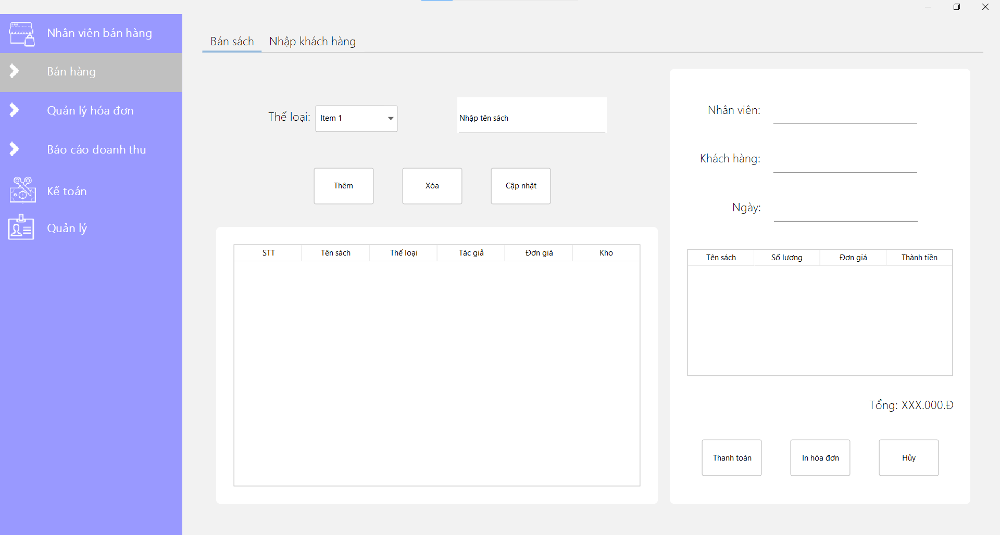 Nhân viên bán hàng
Bán hàng
Quản lý hóa đơn
Báo cáo doanh thu
Kế toán
Quản lý
Bán sách
Nhập khách hàng
Thể loại:
Item 1
Nhập tên sách
Thêm
Xóa
Cập nhật
STT
Tên sách
Thể loại
Tác giả
Đơn giá
Kho
Nhân viên:
Khách hàng:
Ngày:
Tên sách
Số lượng
Đơn giá
Thành tiền
Tổng: XXX.000.Đ
Thanh toán
In hóa đơn
Hủy